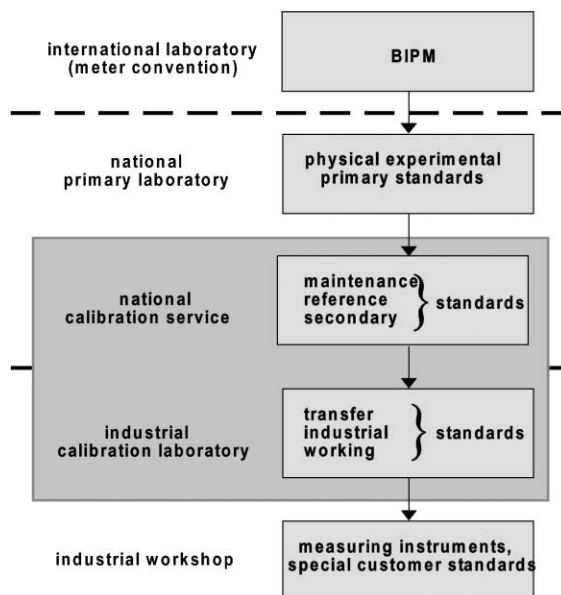 international laboratory
(meter convention)
BIPM
national
primary laboratory
physical experimental
primary standards
national
calibration service
maintenance
reference
secondary
} standards
industrial
calibration laboratory
transfer
industrial
working
} standards
industrial workshop
measuring instruments,
special customer standards